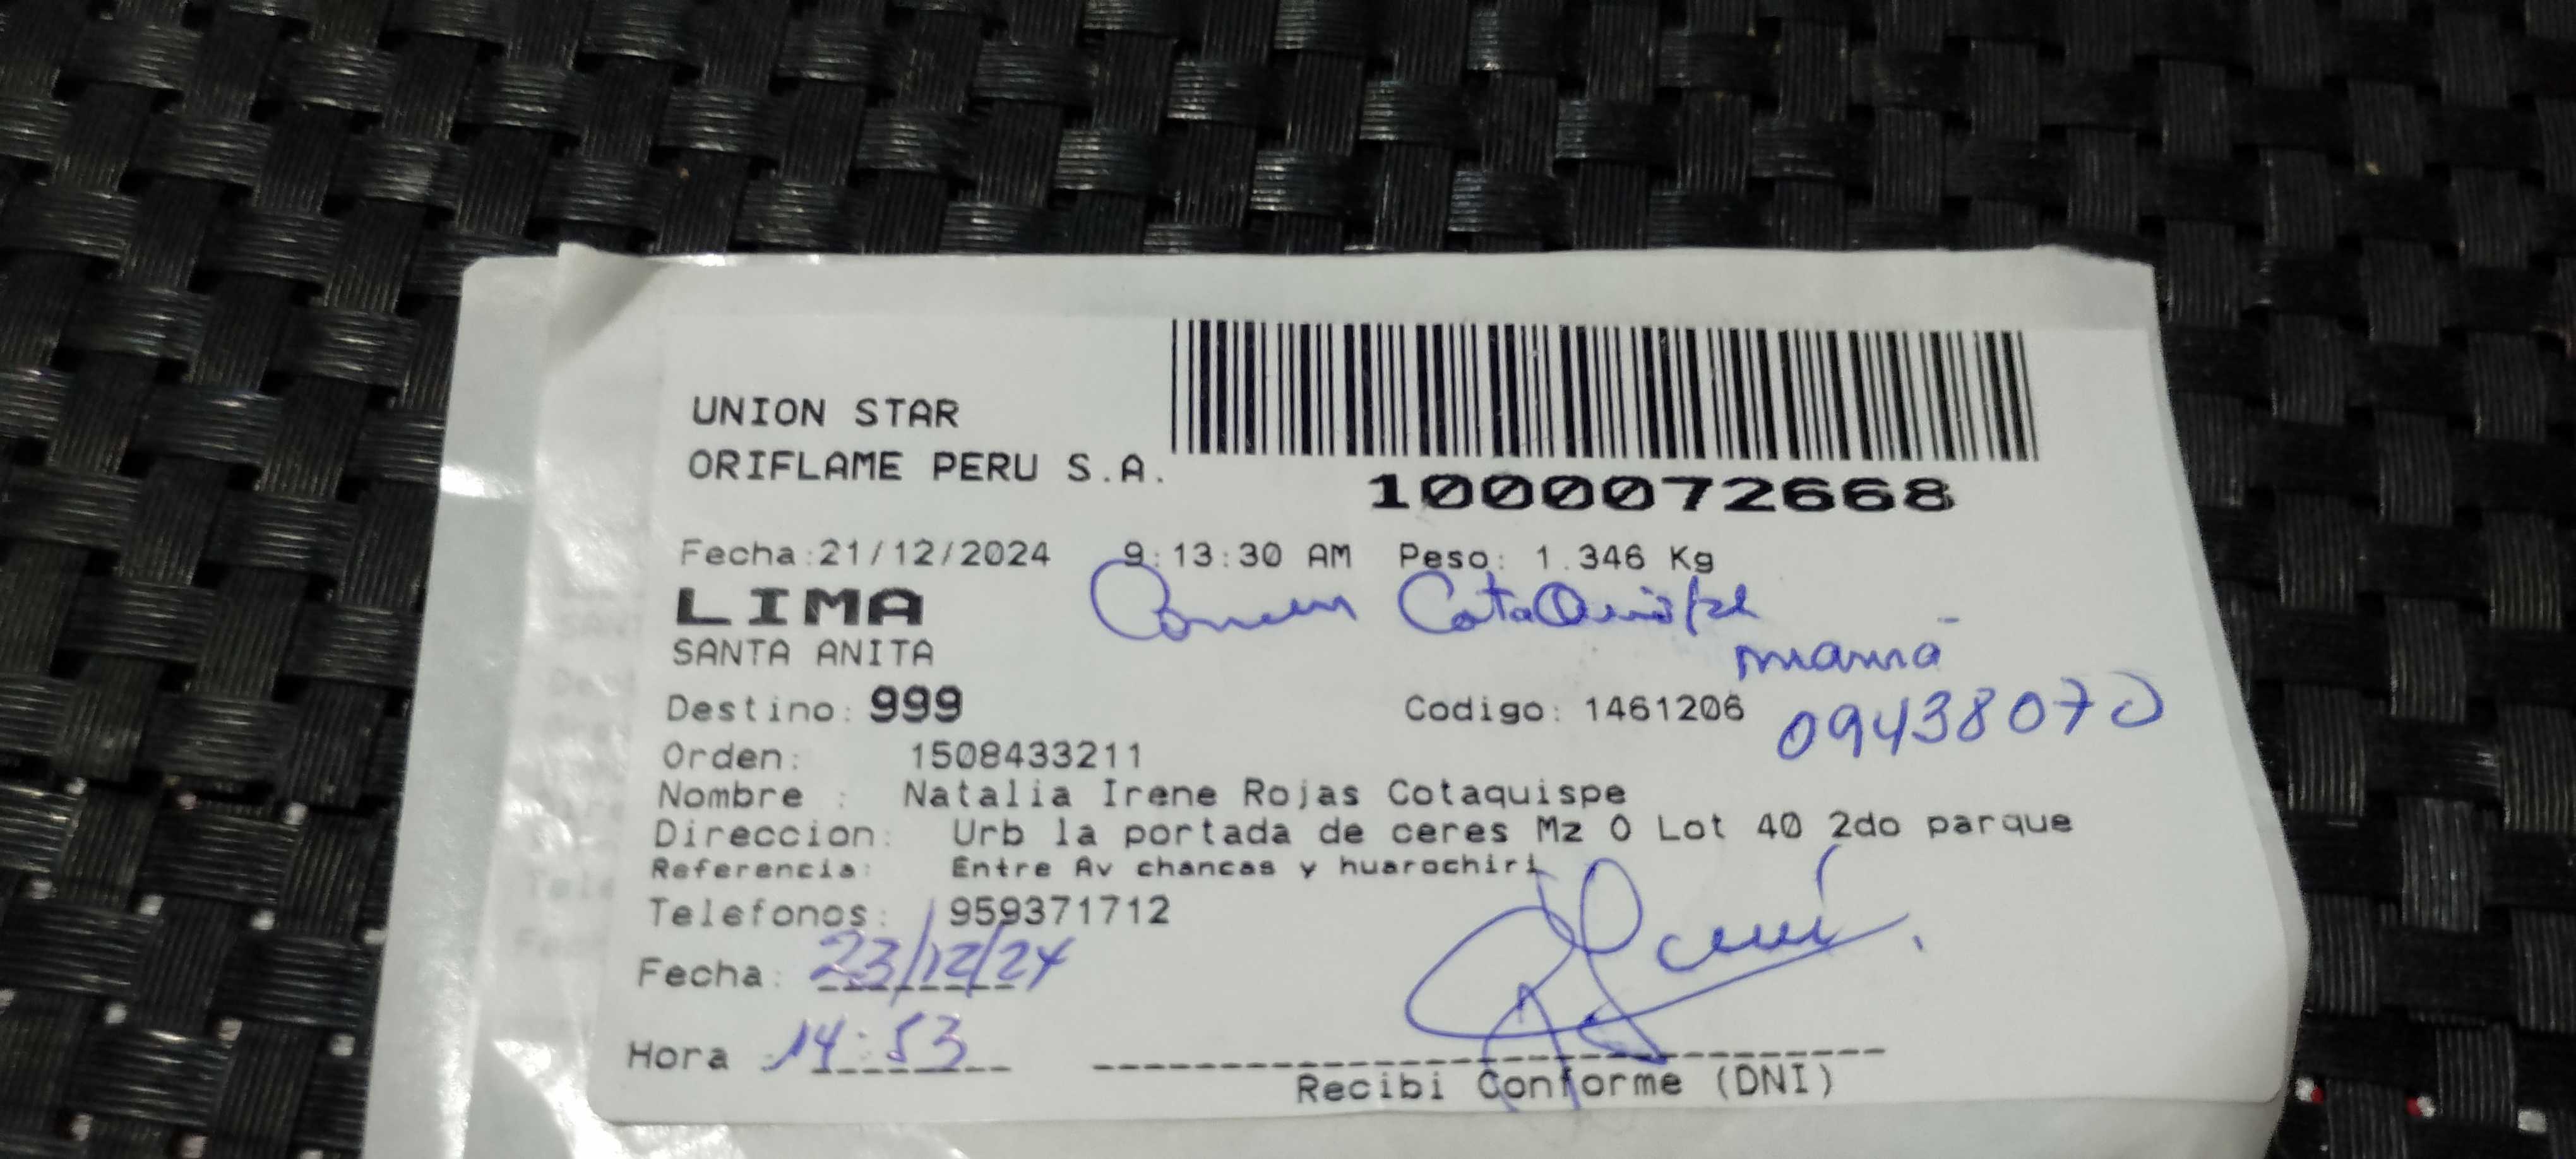 UNION STAR
ORIFLAME PERU S.A.
1000072668
Fecha:21/12/2024 9:13:30 AM Peso: 1.346 Kg
LIMA
SANTA ANITA
mamá
Destino: 999 Codigo: 1461206 09438070
Orden: 1508433211
Nombre : Natalia Irene Rojas Cotaquispe
Direccion: Urb la portada de ceres Mz O Lot 40 2do parque
Referencia: Entre Av chancas y huarochiri
Telefonos: 959371712
Fecha: 23/12/24
Hora :14:53
Recibi Conforme (DNI)